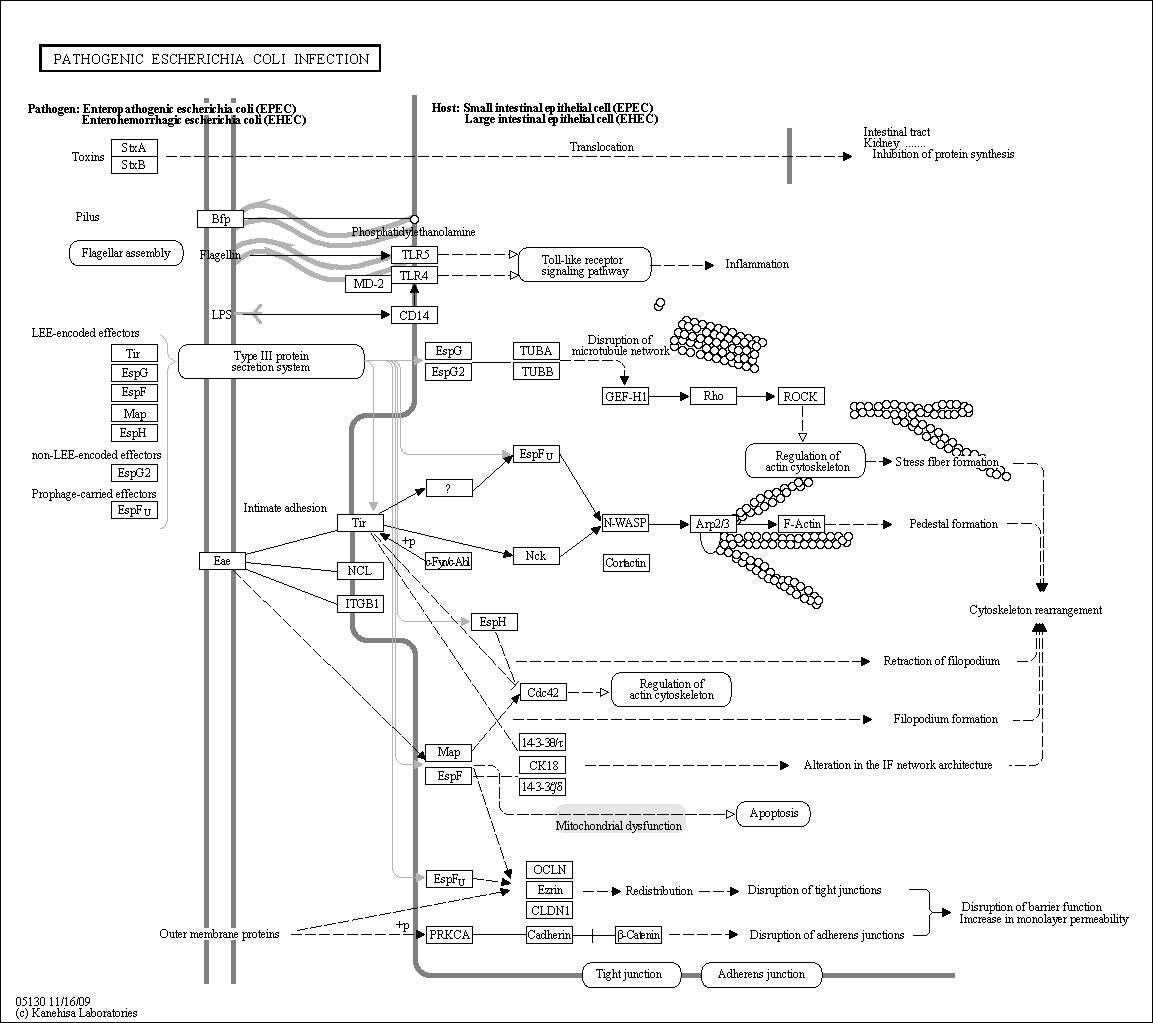 PATHOGENIC ESCHERICHIA COLI INFECTION
Pathogen: Enteropathogenic escherichia coli (EPEC)
Enterohemorrhagic escherichia coli (EHEC)
Host: Small intestinal epithelial cell (EPEC)
Large intestinal epithelial cell (EHEC)
Toxins
StxA
StxB
Translocation
Intestinal tract
Kidney .......
Inhibition of protein synthesis
Pilus
Bfp
Phosphatidylethanolamine
Flagellar assembly
Flagellin
TLR5
TLR4
MD-2
Toll-like receptor
signaling pathway
Inflammation
LPS
CD14
LEE-encoded effectors
Tir
EspG
EspF
Map
EspH
non-LEE-encoded effectors
EspG2
Prophage-carried effectors
EspFU
Type III protein
secretion system
EspG
EspG2
TUBA
TUBB
Disruption of
microtubule network
GEF-H1
Rho
ROCK
Regulation of
actin cytoskeleton
Stress fiber formation
EspFU
?
Intimate adhesion
Tir
+p
c-Fyn/c-Abl
Nck
N-WASP
Cortactin
Arp2/3
F-Actin
Pedestal formation
Eae
NCL
ITGB1
Cytoskeleton rearrangement
EspH
Retraction of filopodium
Cdc42
Regulation of
actin cytoskeleton
Filopodium formation
Map
EspF
14-3-3θ/τ
CK18
14-3-3ζ/δ
Alteration in the IF network architecture
Mitochondrial dysfunction
Apoptosis
EspFU
OCLN
Ezrin
CLDN1
Redistribution
Disruption of tight junctions
Disruption of barrier function
Increase in monolayer permeability
Outer membrane proteins
+p
PRKCA
Cadherin
β-Catenin
Disruption of adherens junctions
Tight junction
Adherens junction
05130 11/16/09
(c) Kanehisa Laboratories